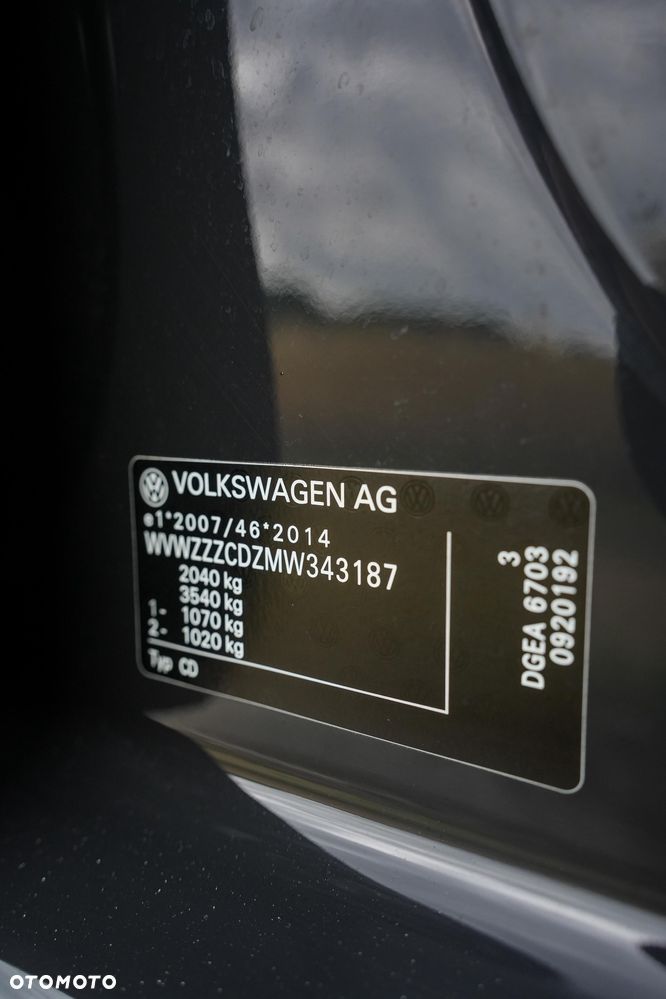 VOLKSWAGEN AG
e1*2007/46*2014
WVWZZZCDZMW343187
2040 kg
3540 kg
1- 1070 kg
2- 1020 kg
Typ CD
3
DGEA 6703
0920192
OTOMOTO